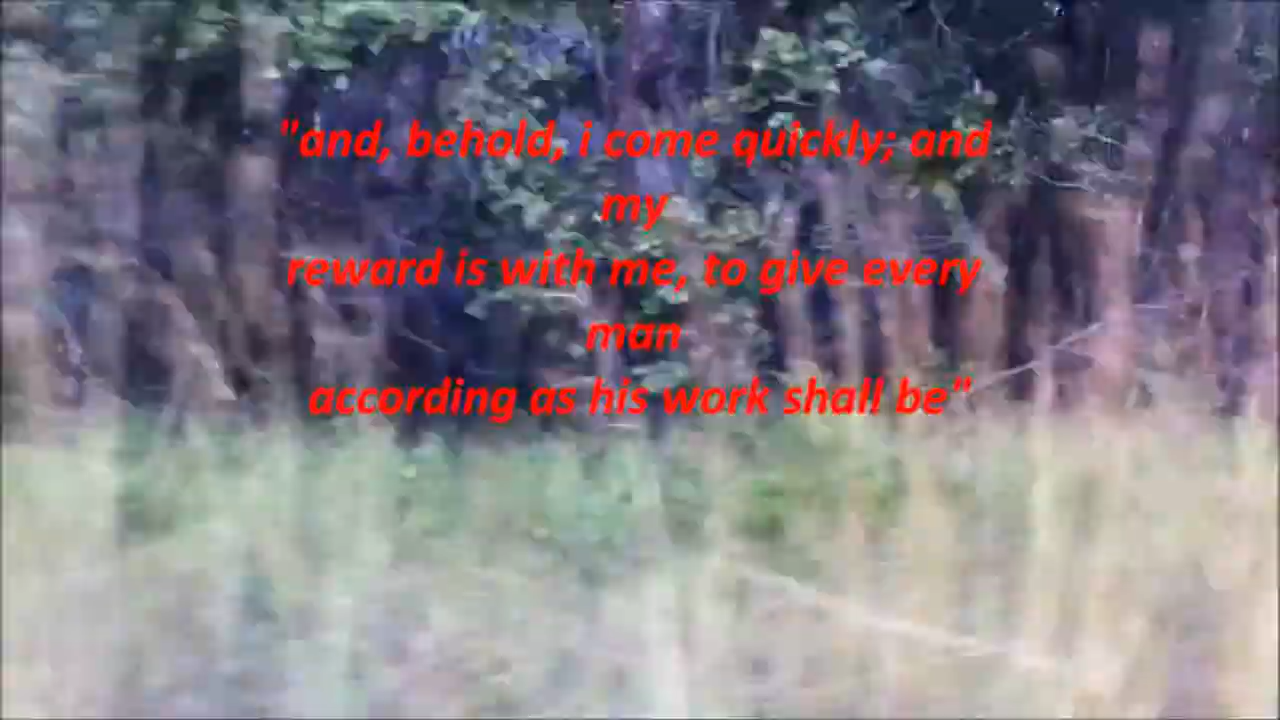 "and, behold, i come quickly; and
my
reward is with me, to give every
man
according as his work shall be"